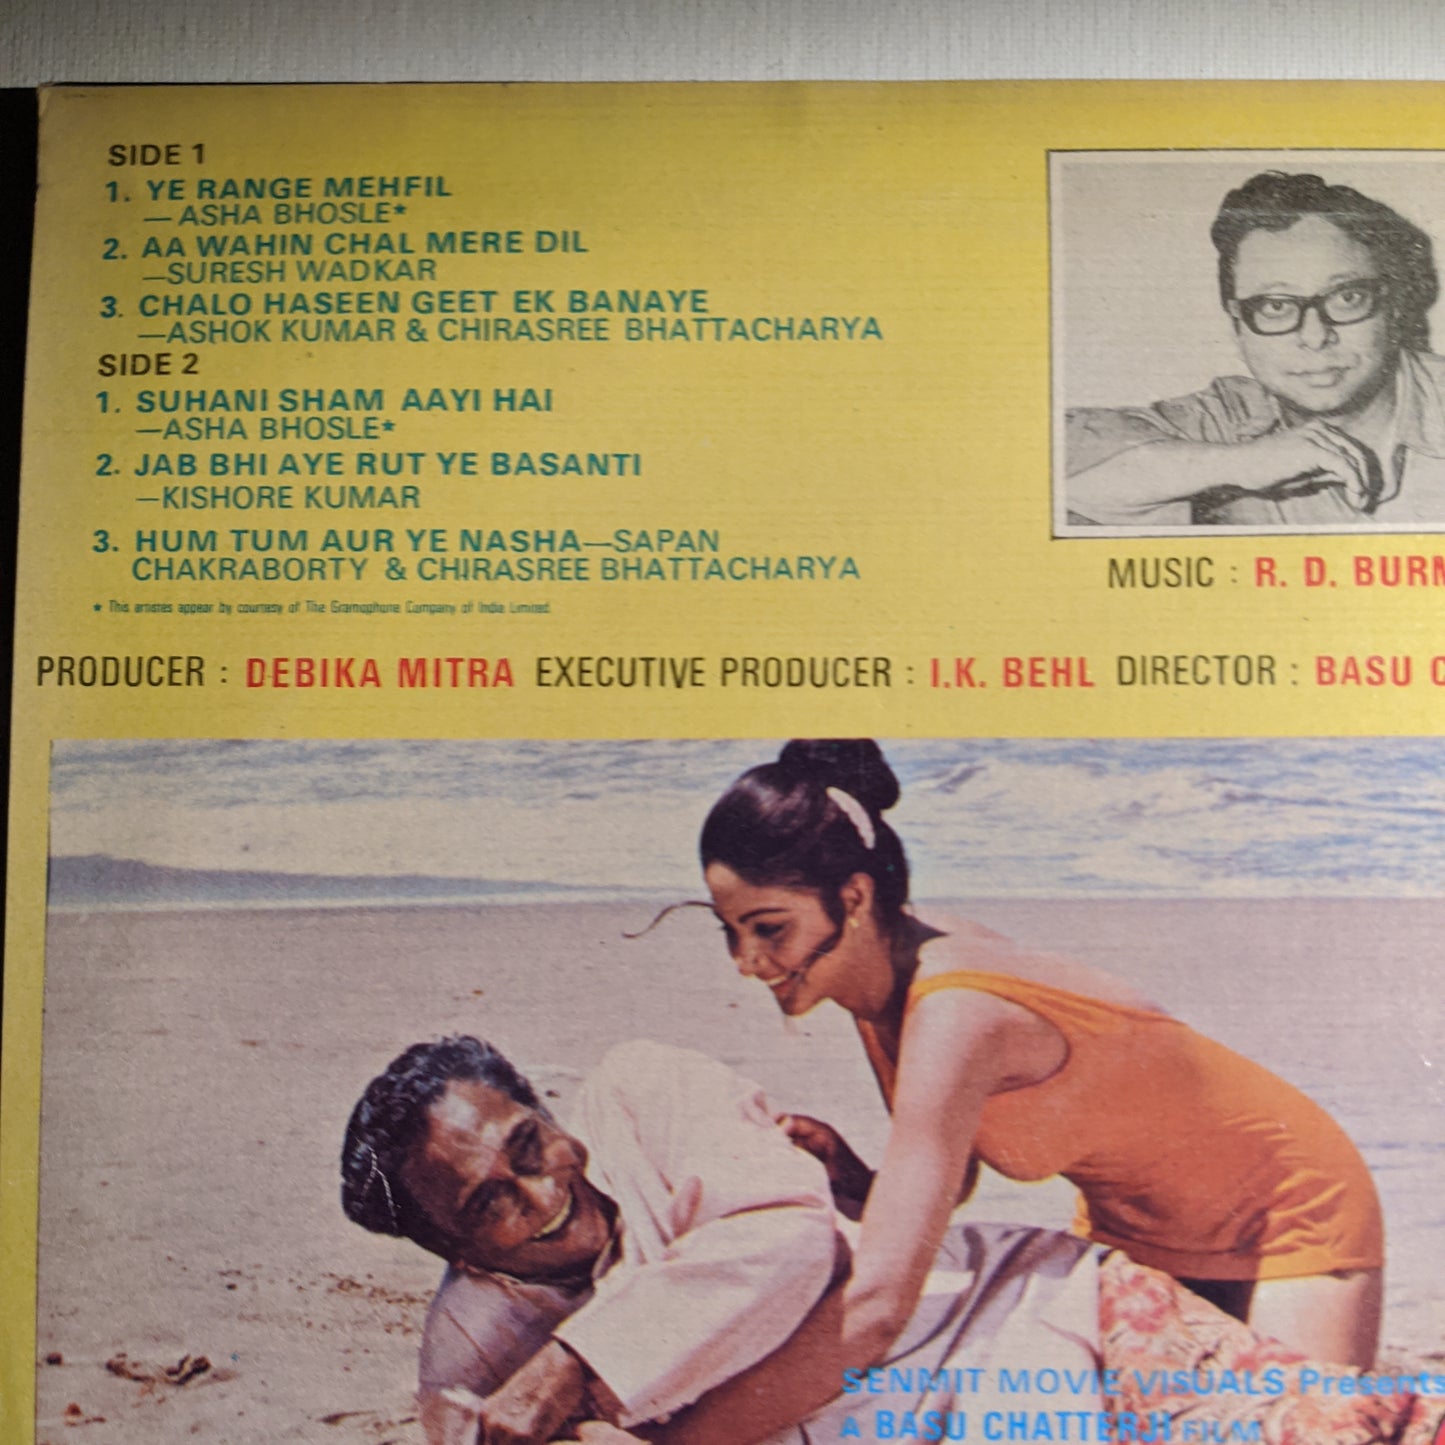 SIDE 1
1. YE RANGE MEHFIL
— ASHA BHOSLE*
2. AA WAHIN CHAL MERE DIL
—SURESH WADKAR
3. CHALO HASEEN GEET EK BANAYE
—ASHOK KUMAR & CHIRASREE BHATTACHARYA
SIDE 2
1. SUHANI SHAM AAYI HAI
—ASHA BHOSLE*
2. JAB BHI AYE RUT YE BASANTI
—KISHORE KUMAR
3. HUM TUM AUR YE NASHA—SAPAN
CHAKRABORTY & CHIRASREE BHATTACHARYA
* This artistes appear by courtesy of The Gramophone Company of India Limited.
MUSIC : R. D. BURM
PRODUCER : DEBIKA MITRA EXECUTIVE PRODUCER : I.K. BEHL DIRECTOR : BASU C
SENMIT MOVIE VISUALS Presents
A BASU CHATTERJI FILM